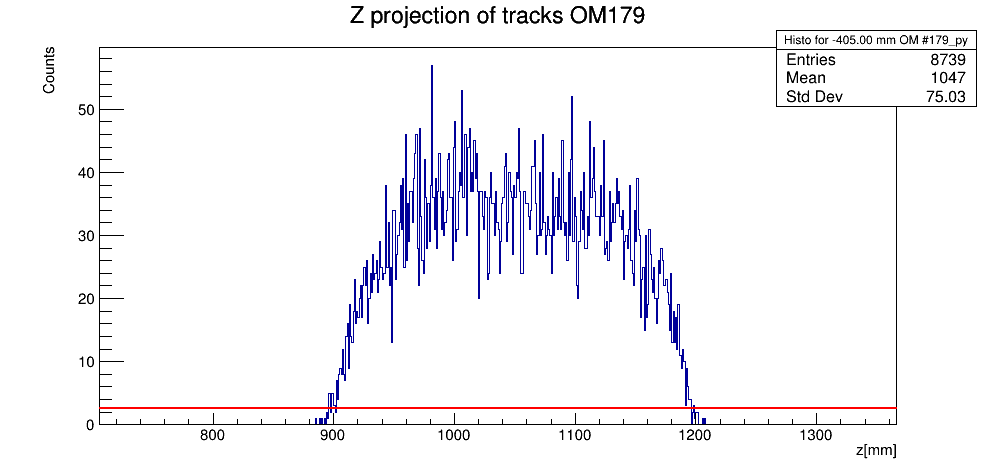 Z projection of tracks OM179
Histo for -405.00 mm OM #179_py
Entries 8739
Mean 1047
Std Dev 75.03
Counts
50
40
30
20
10
0
800 900 1000 1100 1200 1300
z[mm]